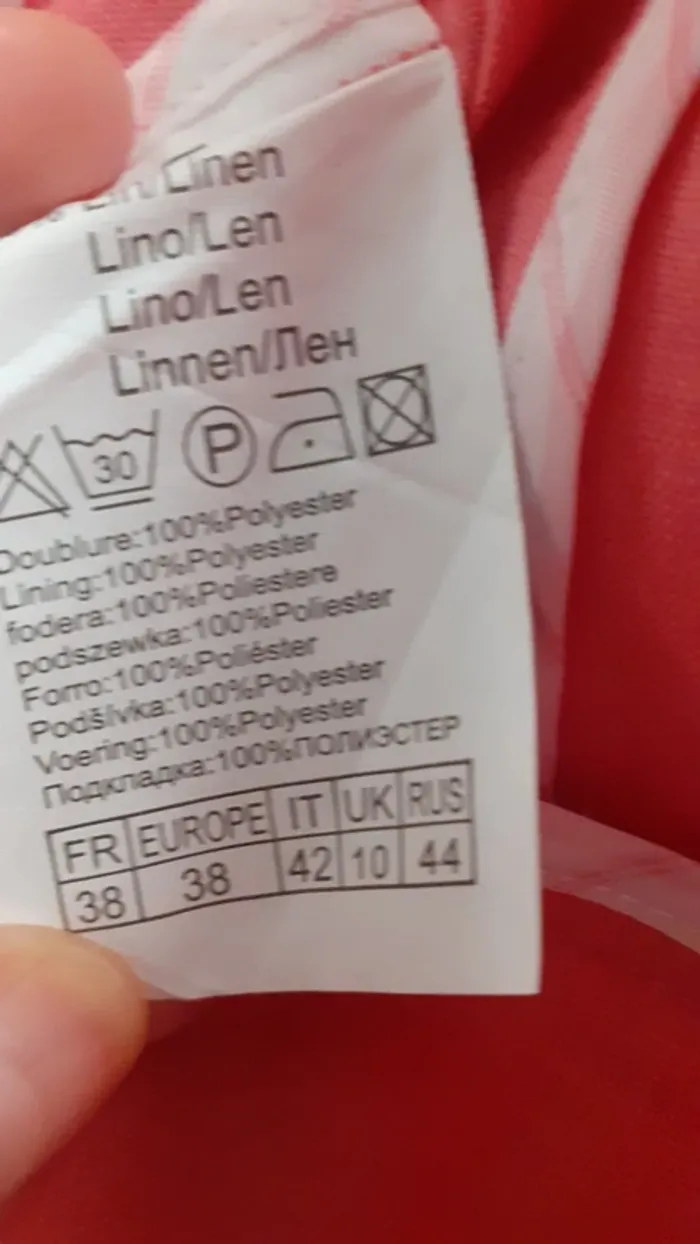 Linen
Lino/Len
Lino/Len
Linnen/Лен
30 P
Doublure:100%Polyester
Lining:100%Polyester
fodera:100%Poliestere
podszewka:100%Poliester
Forro:100%Poliéster
Podšívka:100%Polyester
Voering:100%Polyester
Подкладка:100%ПОЛИЭСТЕР
FR EUROPE IT UK RUS
38 38 42 10 44